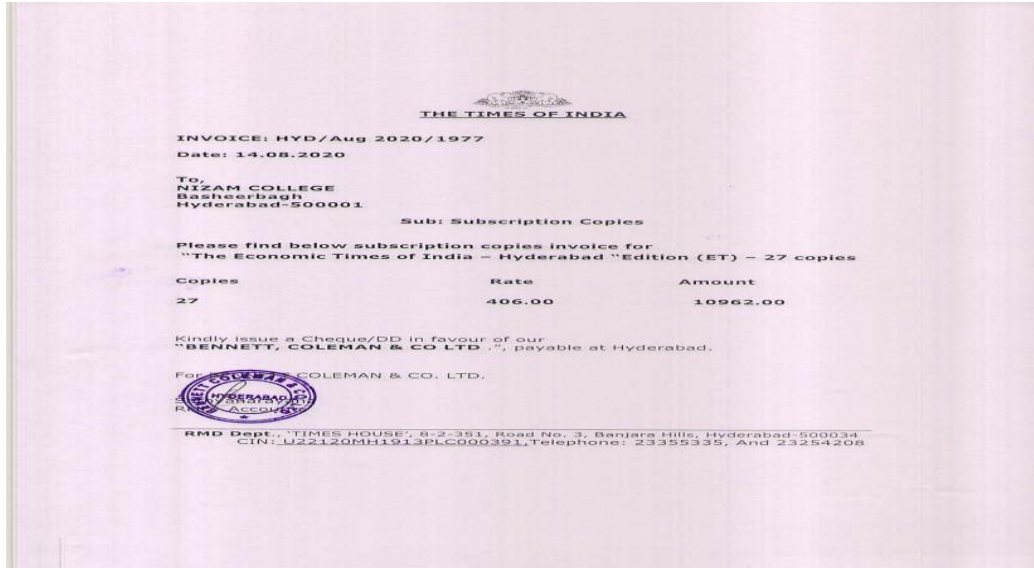 THE TIMES OF INDIA
INVOICE: HYD/Aug 2020/1977
Date: 14.08.2020
To,
NIZAM COLLEGE
Basheerbagh
Hyderabad-500001
Sub: Subscription Copies
Please find below subscription copies invoice for
"The Economic Times of India – Hyderabad "Edition (ET) – 27 copies
Copies Rate Amount
27 406.00 10962.00
Kindly issue a Cheque/DD in favour of our
"BENNETT, COLEMAN & CO LTD .", payable at Hyderabad.
For COLEMAN & CO. LTD.
BENNETT COLEMAN & CO
HYDERABAD
RMD Dept., 'TIMES HOUSE', 8-2-351, Road No. 3, Banjara Hills, Hyderabad-500034
CIN: U22120MH1913PLC000391,Telephone: 23355335, And 23254208